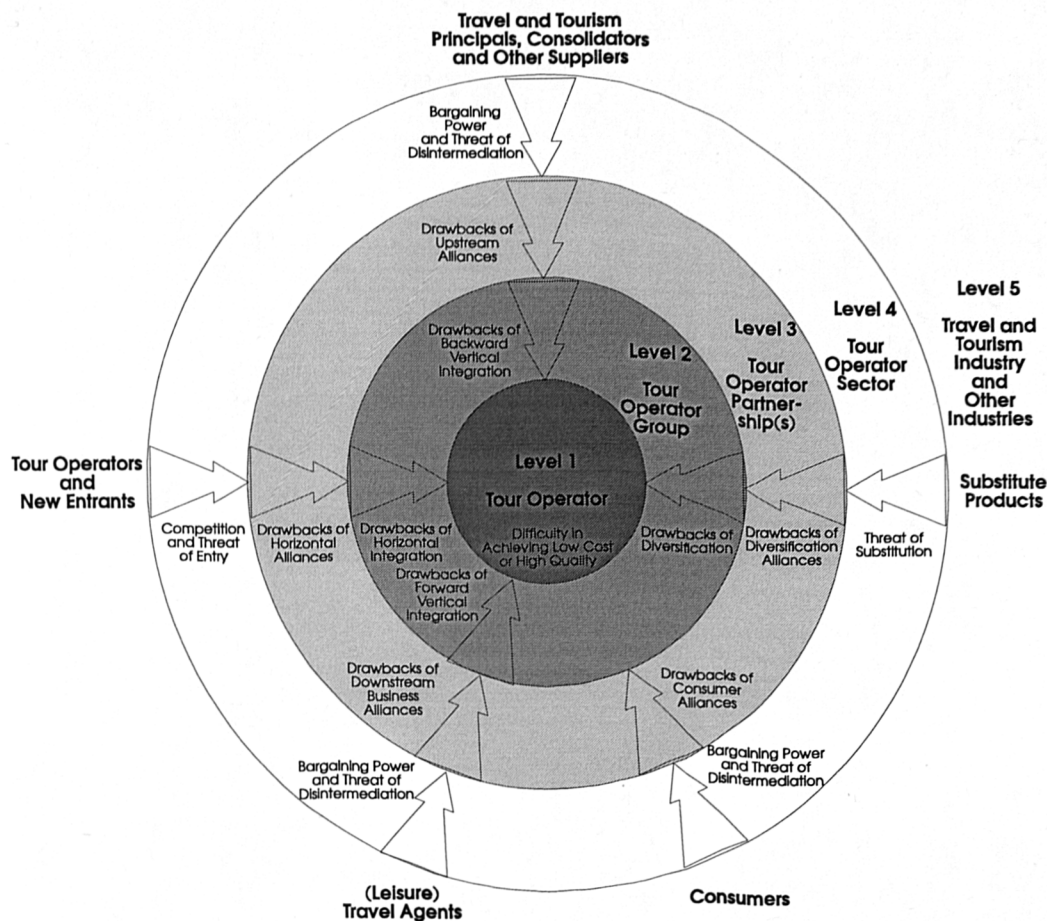 Travel and Tourism
Principals, Consolidators
and Other Suppliers
Bargaining
Power
and Threat of
Disintermediation
Drawbacks of
Upstream
Alliances
Drawbacks of
Backward
Vertical
Integration
Level 2
Tour
Operator
Group
Level 3
Tour
Operator
Partner-
ship(s)
Level 4
Tour
Operator
Sector
Level 5
Travel and
Tourism
Industry
and
Other
Industries
Tour Operators
and
New Entrants
Competition
and Threat
of Entry
Drawbacks of
Horizontal
Alliances
Drawbacks of
Horizontal
Integration
Level 1
Tour Operator
Difficulty in
Achieving Low Cost
or High Quality
Drawbacks of
Diversification
Drawbacks of
Diversification
Alliances
Threat of
Substitution
Substitute
Products
Drawbacks of
Forward
Vertical
Integration
Drawbacks of
Downstream
Business
Alliances
Drawbacks of
Consumer
Alliances
Bargaining Power
and Threat of
Disintermediation
Bargaining Power
and Threat of
Disintermediation
(Leisure)
Travel Agents
Consumers